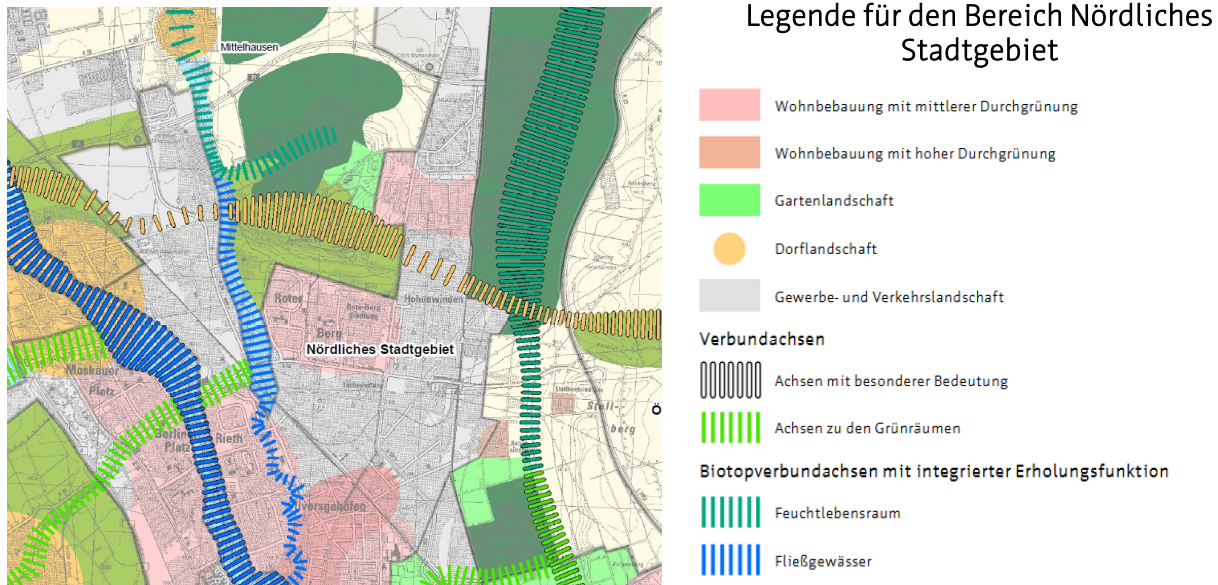 Legende für den Bereich Nördliches
Stadtgebiet
Mittelhausen
Wohnbebauung mit mittlerer Durchgrünung
Wohnbebauung mit hoher Durchgrünung
Gartenlandschaft
Dorflandschaft
Gewerbe- und Verkehrslandschaft
Roter
Berg
Hohenwinden
Nördliches Stadtgebiet
Verbundachsen
Moskauer
Platz
Achsen mit besonderer Bedeutung
Stoll-
berg
Ö
Achsen zu den Grünräumen
Berliner
Platz
Rieth
Biotopverbundachsen mit integrierter Erholungsfunktion
Feuchtlebensraum
Fließgewässer